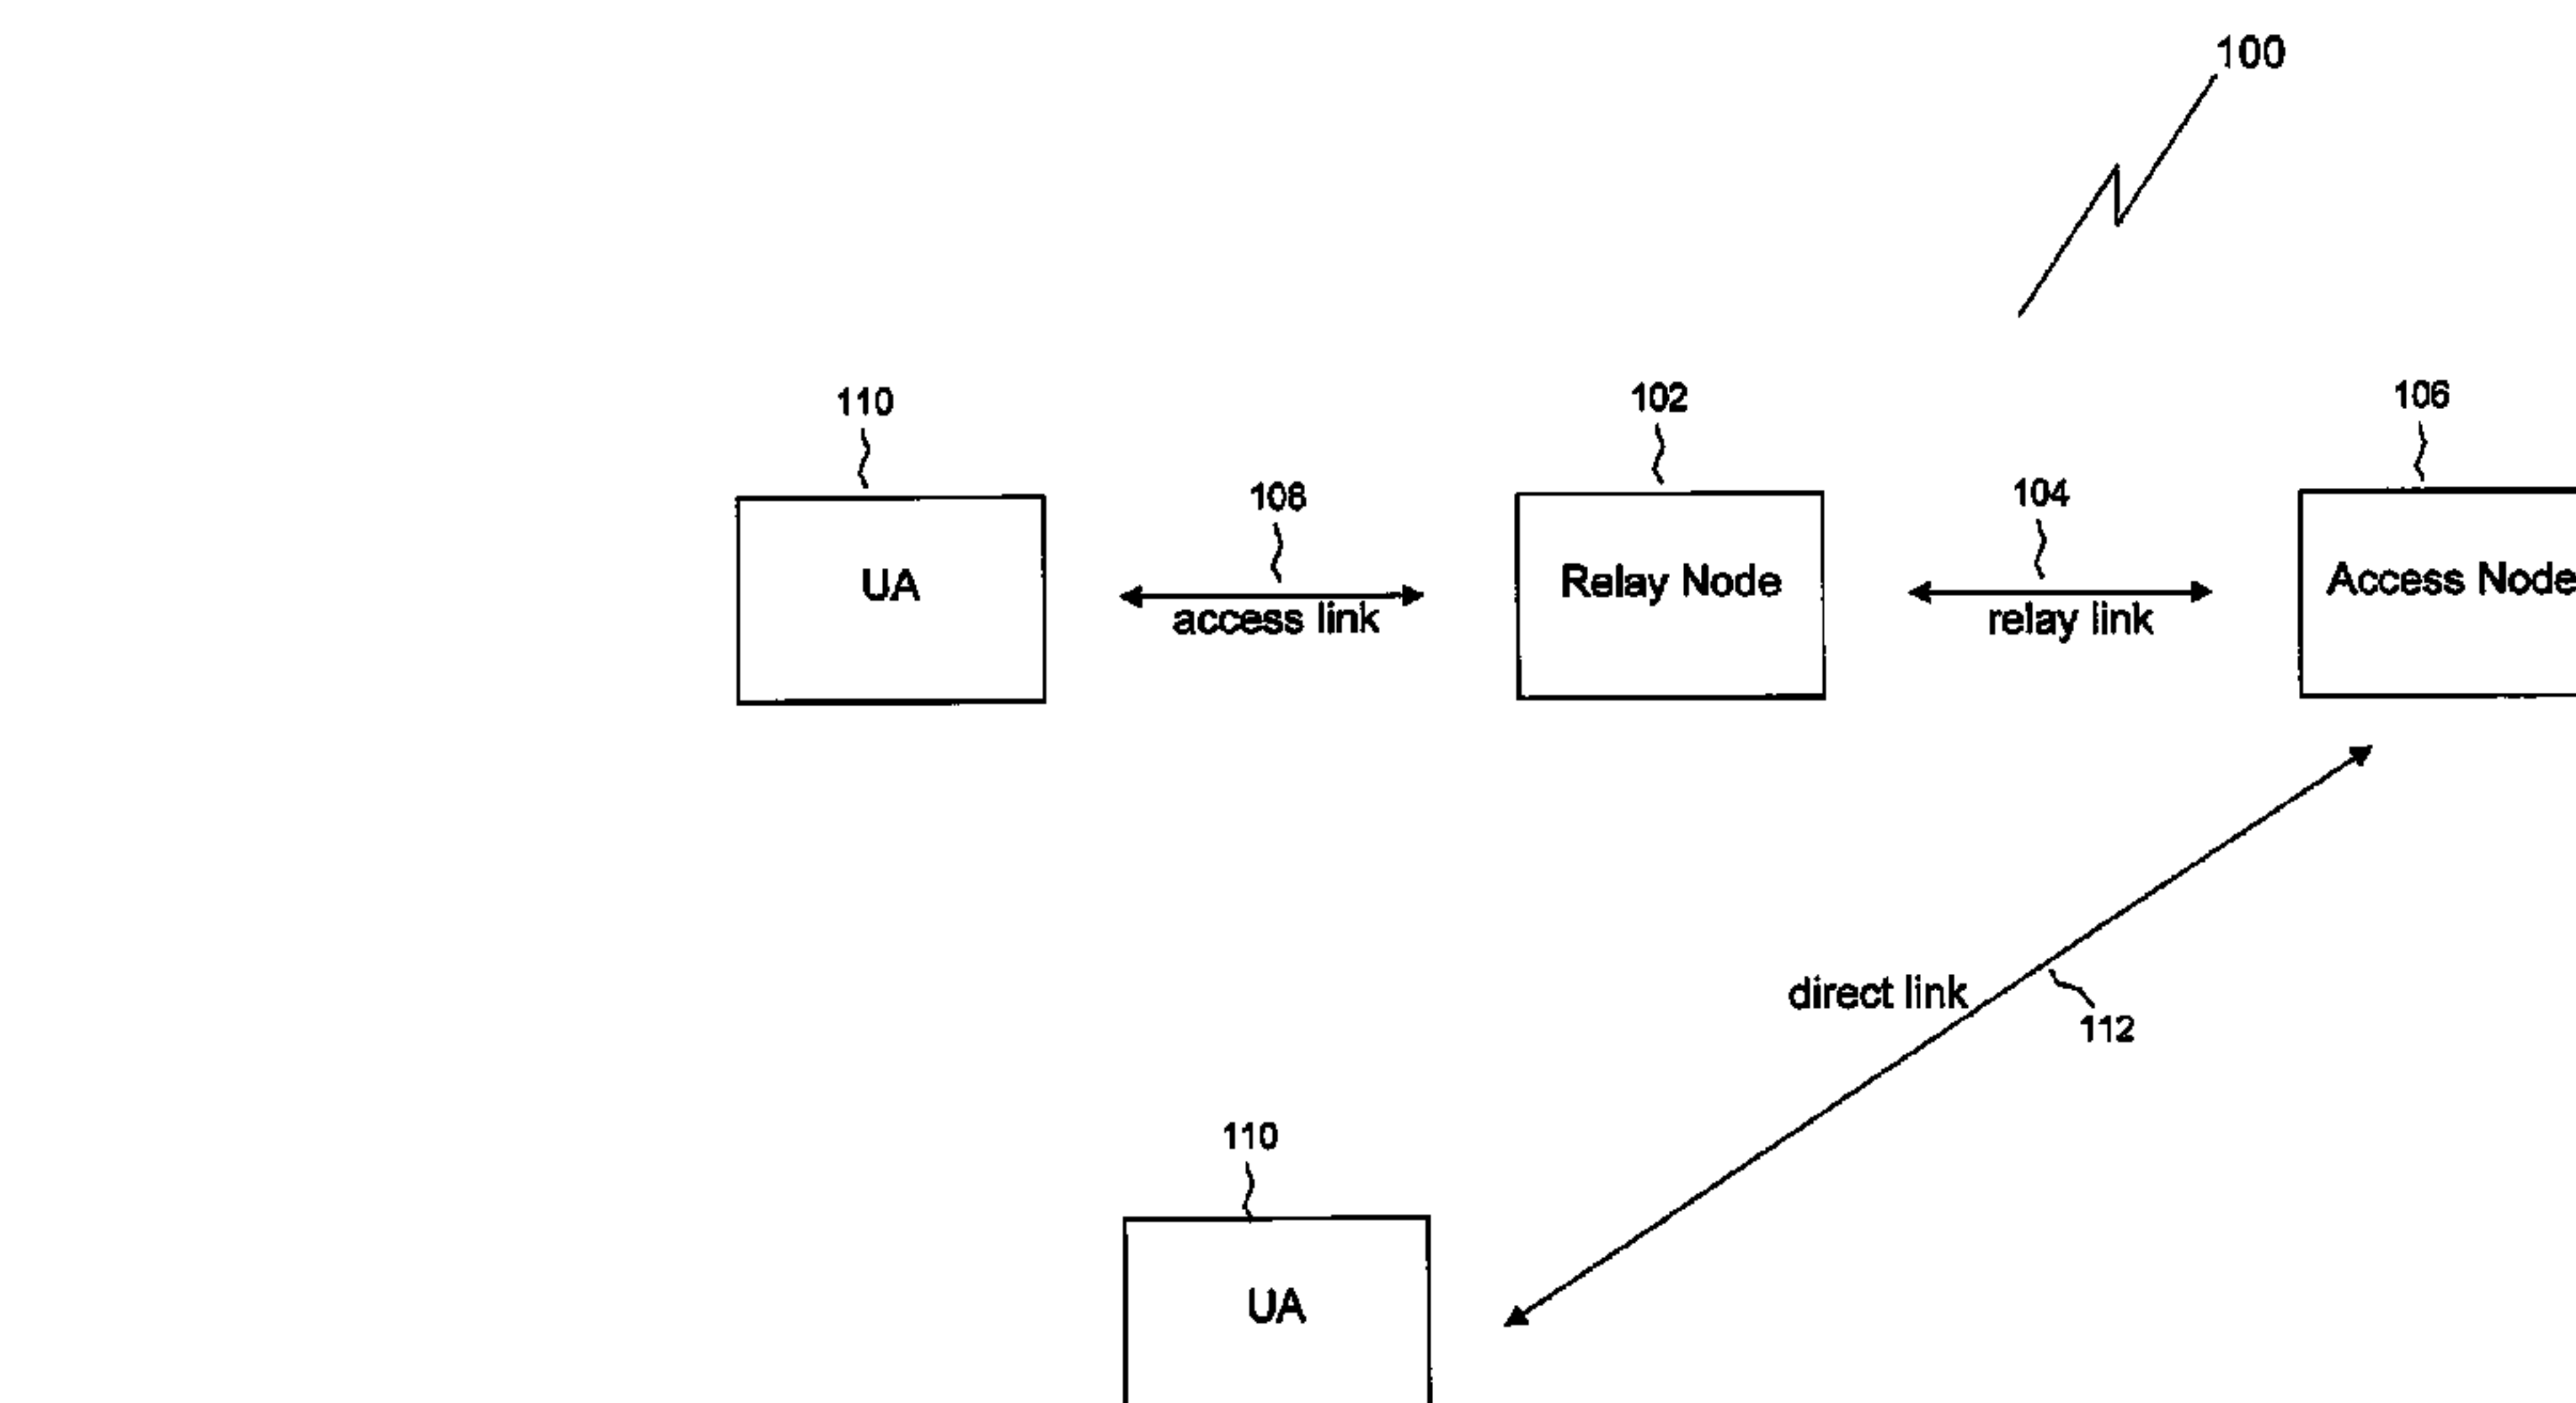 100
110
102
106
108
104
UA
Relay Node
Access Node
access link
relay link
direct link
112
110
UA